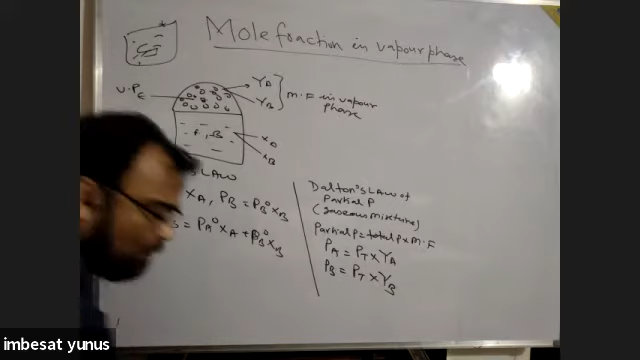 Mole fraction in vapour phase
YA
YB
M.F in vapour
phase
V.P
A, B
XA
XB
LAW
XA, PB = PB° XB
= PA° XA + PB° XB
Dalton's LAW of
Partial P
(gaseous mixture)
Partial P = total P x M.F
PA = PT x YA
PB = PT x YB
imbesat yunus